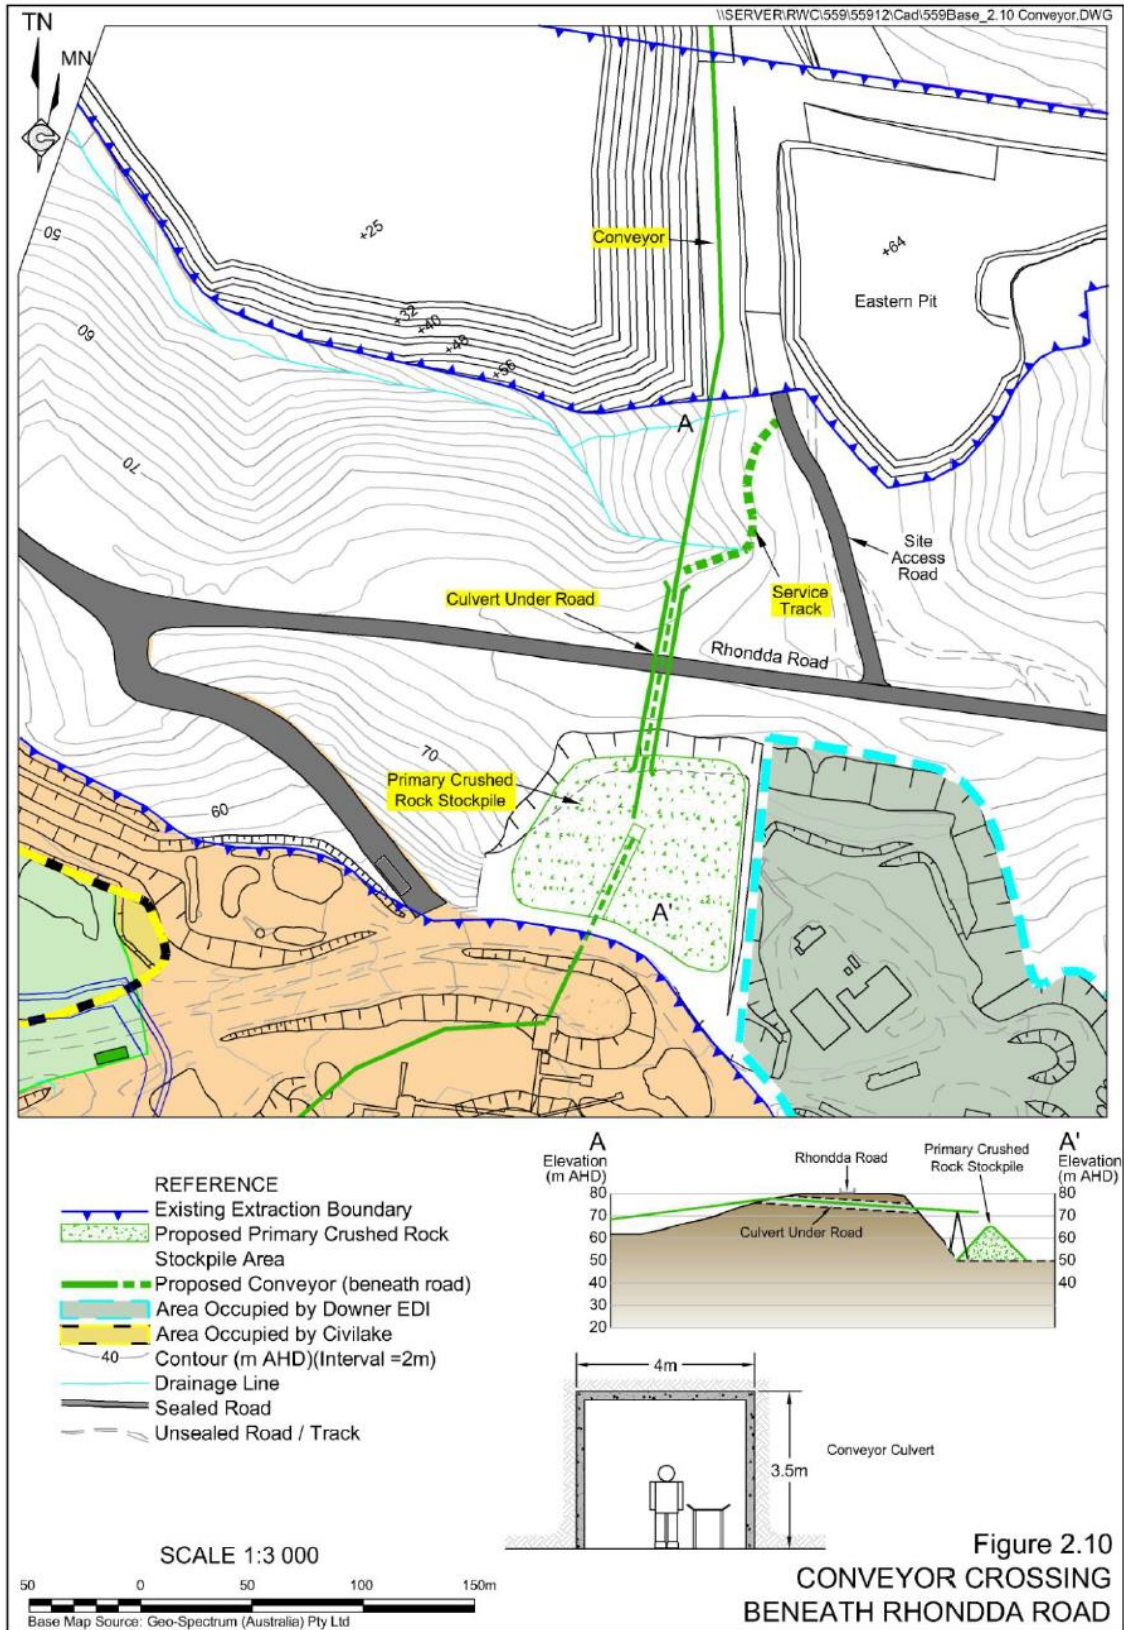 \\SERVER\RWC\559\55912\Cad\559Base_2.10 Conveyor.DWG
TN
MN
+25
Conveyor
+64
50
Eastern Pit
+32
+40
60
+48
+56
A
70
Site
Access
Road
Culvert Under Road
Service
Track
Rhondda Road
70
Primary Crushed
Rock Stockpile
60
A'
REFERENCE
Existing Extraction Boundary
Proposed Primary Crushed Rock
Stockpile Area
Proposed Conveyor (beneath road)
Area Occupied by Downer EDI
Area Occupied by Civilake
40 Contour (m AHD)(Interval =2m)
Drainage Line
Sealed Road
Unsealed Road / Track
A
Elevation
(m AHD)
80
70
60
50
40
30
20
Rhondda Road
Culvert Under Road
Primary Crushed
Rock Stockpile
A'
Elevation
(m AHD)
80
70
60
50
40
4m
3.5m
Conveyor Culvert
SCALE 1:3 000
50 0 50 100 150m
Base Map Source: Geo-Spectrum (Australia) Pty Ltd
Figure 2.10
CONVEYOR CROSSING
BENEATH RHONDDA ROAD